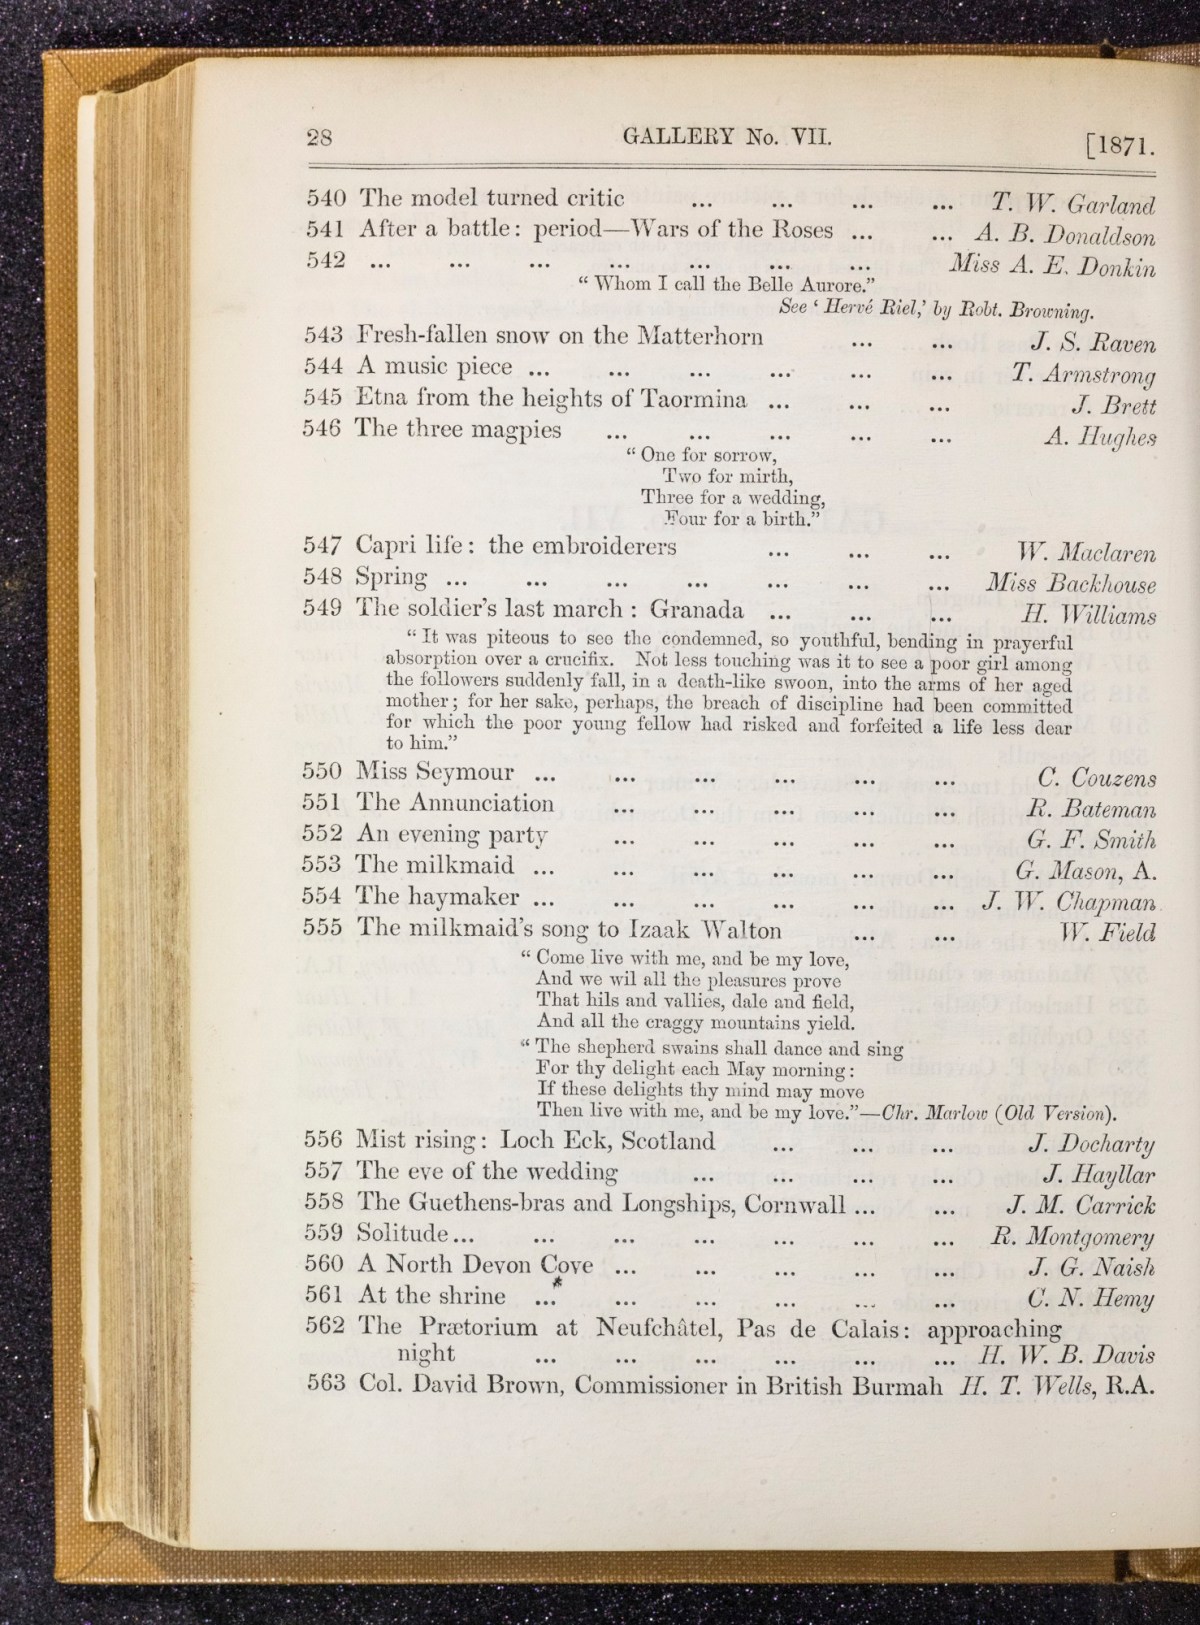 28 GALLERY No. VII. [1871.
540 The model turned critic ... ... ... ... T. W. Garland
541 After a battle: period—Wars of the Roses ... ... A. B. Donaldson
542 ... ... ... ... ... ... ... Miss A. E. Donkin
“Whom I call the Belle Aurore.”
See ‘Hervé Riel,’ by Robt. Browning.
543 Fresh-fallen snow on the Matterhorn ... ... J. S. Raven
544 A music piece ... ... ... ... ... ... T. Armstrong
545 Etna from the heights of Taormina ... ... ... J. Brett
546 The three magpies ... ... ... ... ... A. Hughes
“One for sorrow,
Two for mirth,
Three for a wedding,
Four for a birth.”
547 Capri life: the embroiderers ... ... ... W. Maclaren
548 Spring ... ... ... ... ... ... ... Miss Backhouse
549 The soldier’s last march: Granada ... ... ... H. Williams
“It was piteous to see the condemned, so youthful, bending in prayerful
absorption over a crucifix. Not less touching was it to see a poor girl among
the followers suddenly fall, in a death-like swoon, into the arms of her aged
mother; for her sake, perhaps, the breach of discipline had been committed
for which the poor young fellow had risked and forfeited a life less dear
to him.”
550 Miss Seymour ... ... ... ... ... ... C. Couzens
551 The Annunciation ... ... ... ... ... R. Bateman
552 An evening party ... ... ... ... ... G. F. Smith
553 The milkmaid ... ... ... ... ... ... G. Mason, A.
554 The haymaker ... ... ... ... ... ... J. W. Chapman
555 The milkmaid’s song to Izaak Walton ... ... W. Field
“Come live with me, and be my love,
And we wil all the pleasures prove
That hils and vallies, dale and field,
And all the craggy mountains yield.
“The shepherd swains shall dance and sing
For thy delight each May morning:
If these delights thy mind may move
Then live with me, and be my love.”—Chr. Marlow (Old Version).
556 Mist rising: Loch Eck, Scotland ... ... ... J. Docharty
557 The eve of the wedding ... ... ... ... J. Hayllar
558 The Guethens-bras and Longships, Cornwall ... ... J. M. Carrick
559 Solitude ... ... ... ... ... ... ... R. Montgomery
560 A North Devon Cove ... ... ... ... ... J. G. Naish
561 At the shrine ... ... ... ... ... ... C. N. Hemy
562 The Prætorium at Neufchâtel, Pas de Calais: approaching
night ... ... ... ... ... ... H. W. B. Davis
563 Col. David Brown, Commissioner in British Burmah H. T. Wells, R.A.